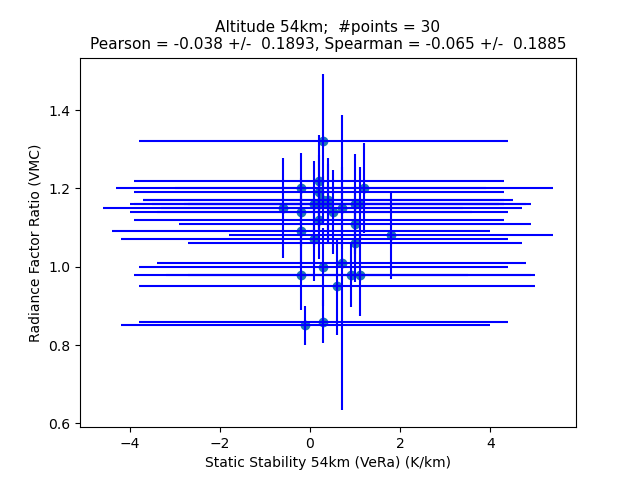 Altitude 54km;  #points = 30
Pearson = -0.038 +/-  0.1893, Spearman = -0.065 +/-  0.1885
Radiance Factor Ratio (VMC)
1.4
1.2
1.0
0.8
0.6
−4
−2
0
2
4
Static Stability 54km (VeRa) (K/km)